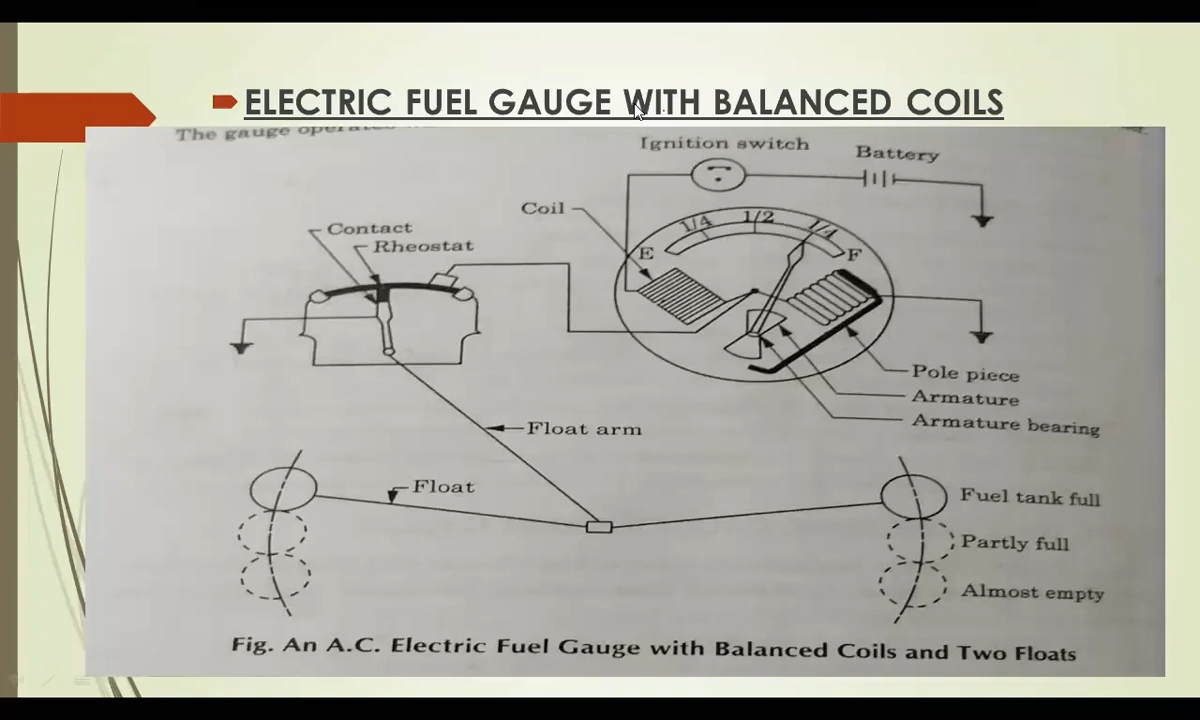 ELECTRIC FUEL GAUGE WITH BALANCED COILS
The gauge operates
Ignition switch
Battery
Coil
Contact
Rheostat
E
1/4
1/2
1/4
F
Pole piece
Armature
Armature bearing
Float arm
Float
Fuel tank full
Partly full
Almost empty
Fig. An A.C. Electric Fuel Gauge with Balanced Coils and Two Floats